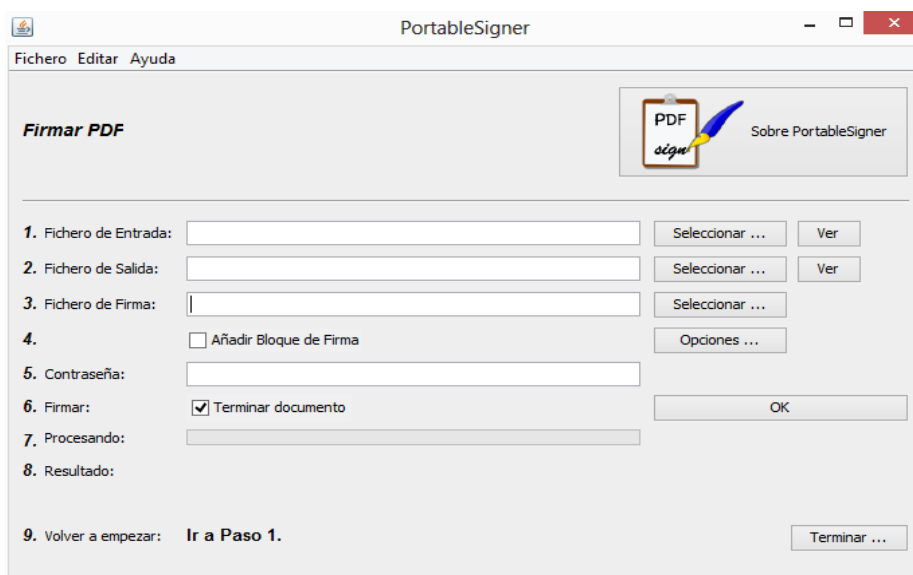 PortableSigner
Fichero Editar Ayuda
Firmar PDF
PDF
sign
Sobre PortableSigner
1. Fichero de Entrada: Seleccionar ... Ver
2. Fichero de Salida: Seleccionar ... Ver
3. Fichero de Firma: Seleccionar ...
4. Añadir Bloque de Firma Opciones ...
5. Contraseña:
6. Firmar: Terminar documento OK
7. Procesando:
8. Resultado:
9. Volver a empezar: Ir a Paso 1. Terminar ...